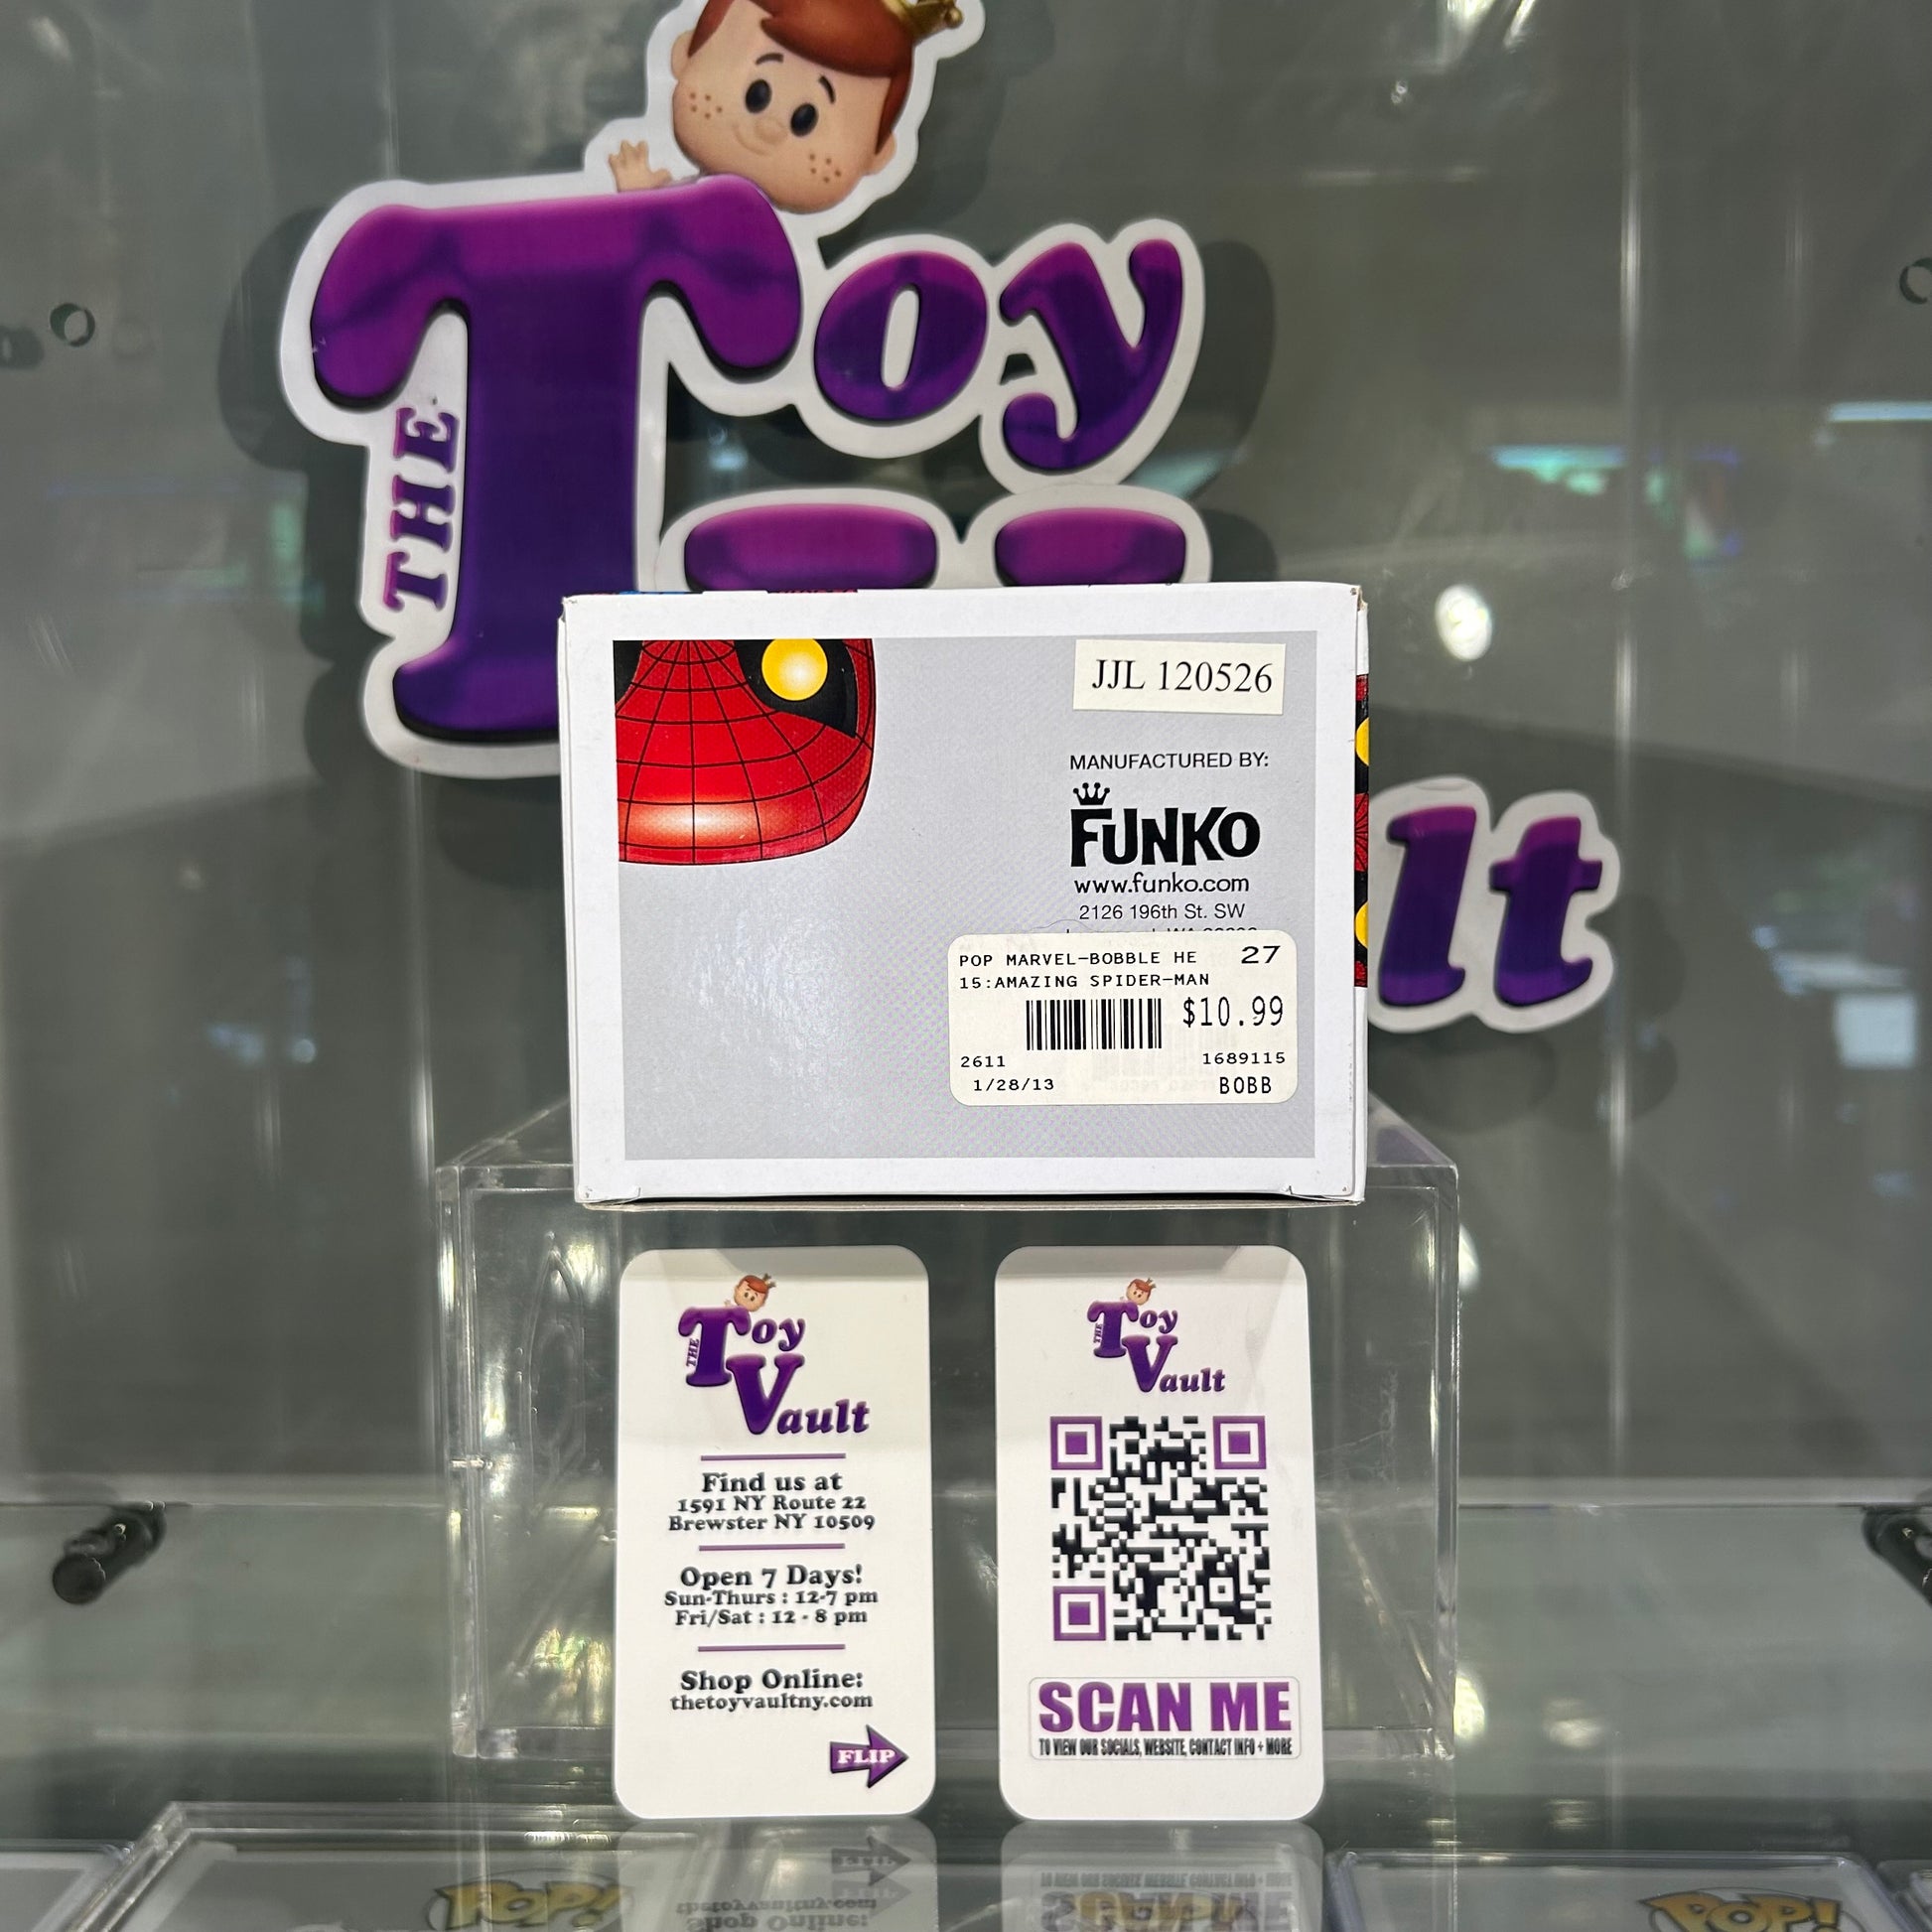 THE
Toy
lt
JJL 120526
MANUFACTURED BY:
FUNKO
www.funko.com
2126 196th St. SW
POP MARVEL-BOBBLE HE 27
15:AMAZING SPIDER-MAN
$10.99
2611 1689115
1/28/13 BOBB
THE Toy Vault
Find us at
1591 NY Route 22
Brewster NY 10509
Open 7 Days!
Sun-Thurs : 12-7 pm
Fri/Sat : 12 - 8 pm
Shop Online:
thetoyvaultny.com
FLIP
THE Toy Vault
SCAN ME
TO VIEW OUR SOCIALS, WEBSITE, CONTACT INFO + MORE
POP!
POP!